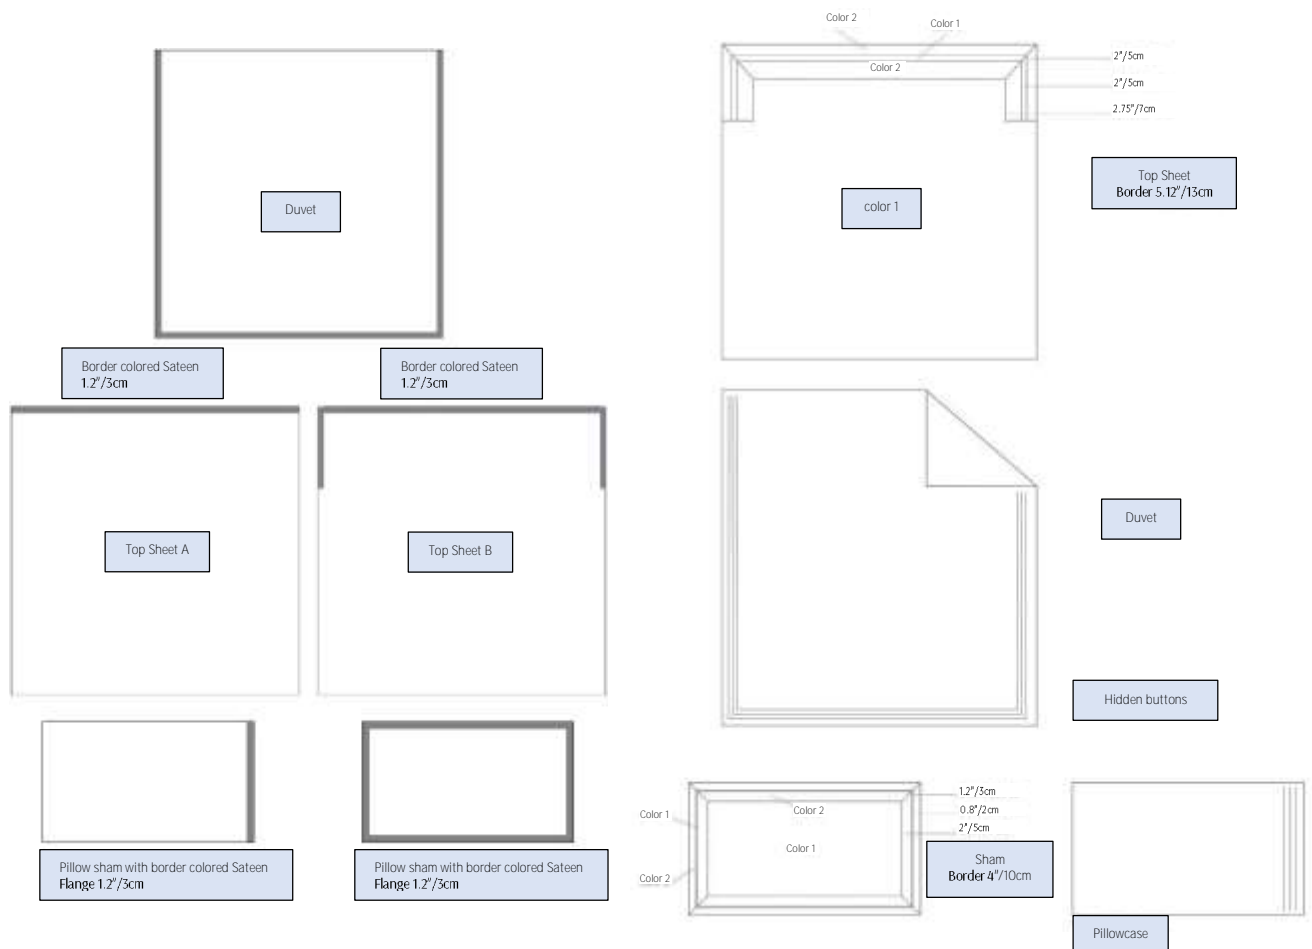 Duvet
Border colored Sateen
1.2"/3cm
Border colored Sateen
1.2"/3cm
Top Sheet A
Top Sheet B
Pillow sham with border colored Sateen
Flange 1.2"/3cm
Pillow sham with border colored Sateen
Flange 1.2"/3cm
Color 2
Color 1
Color 2
2"/5cm
2"/5cm
2.75"/7cm
Top Sheet
Border 5.12"/13cm
color 1
Duvet
Hidden buttons
Color 1
Color 2
Color 1
Color 2
1.2"/3cm
0.8"/2cm
2"/5cm
Sham
Border 4"/10cm
Pillowcase